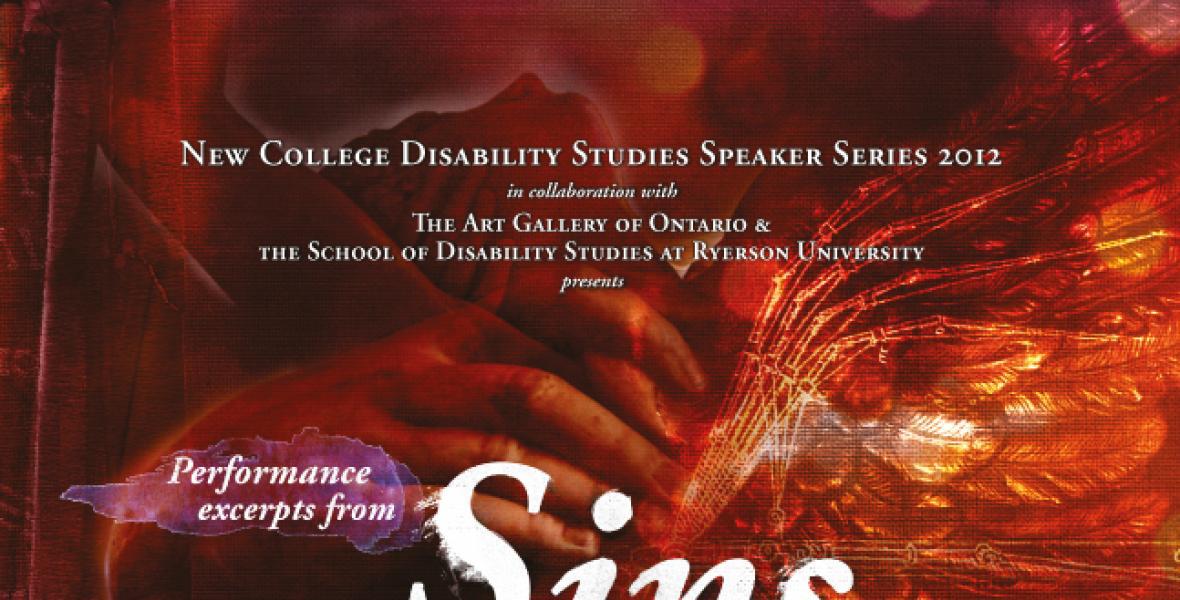 New College Disability Studies Speaker Series 2012
in collaboration with
The Art Gallery of Ontario &
the School of Disability Studies at Ryerson University
presents
Performance
excerpts from
Sins